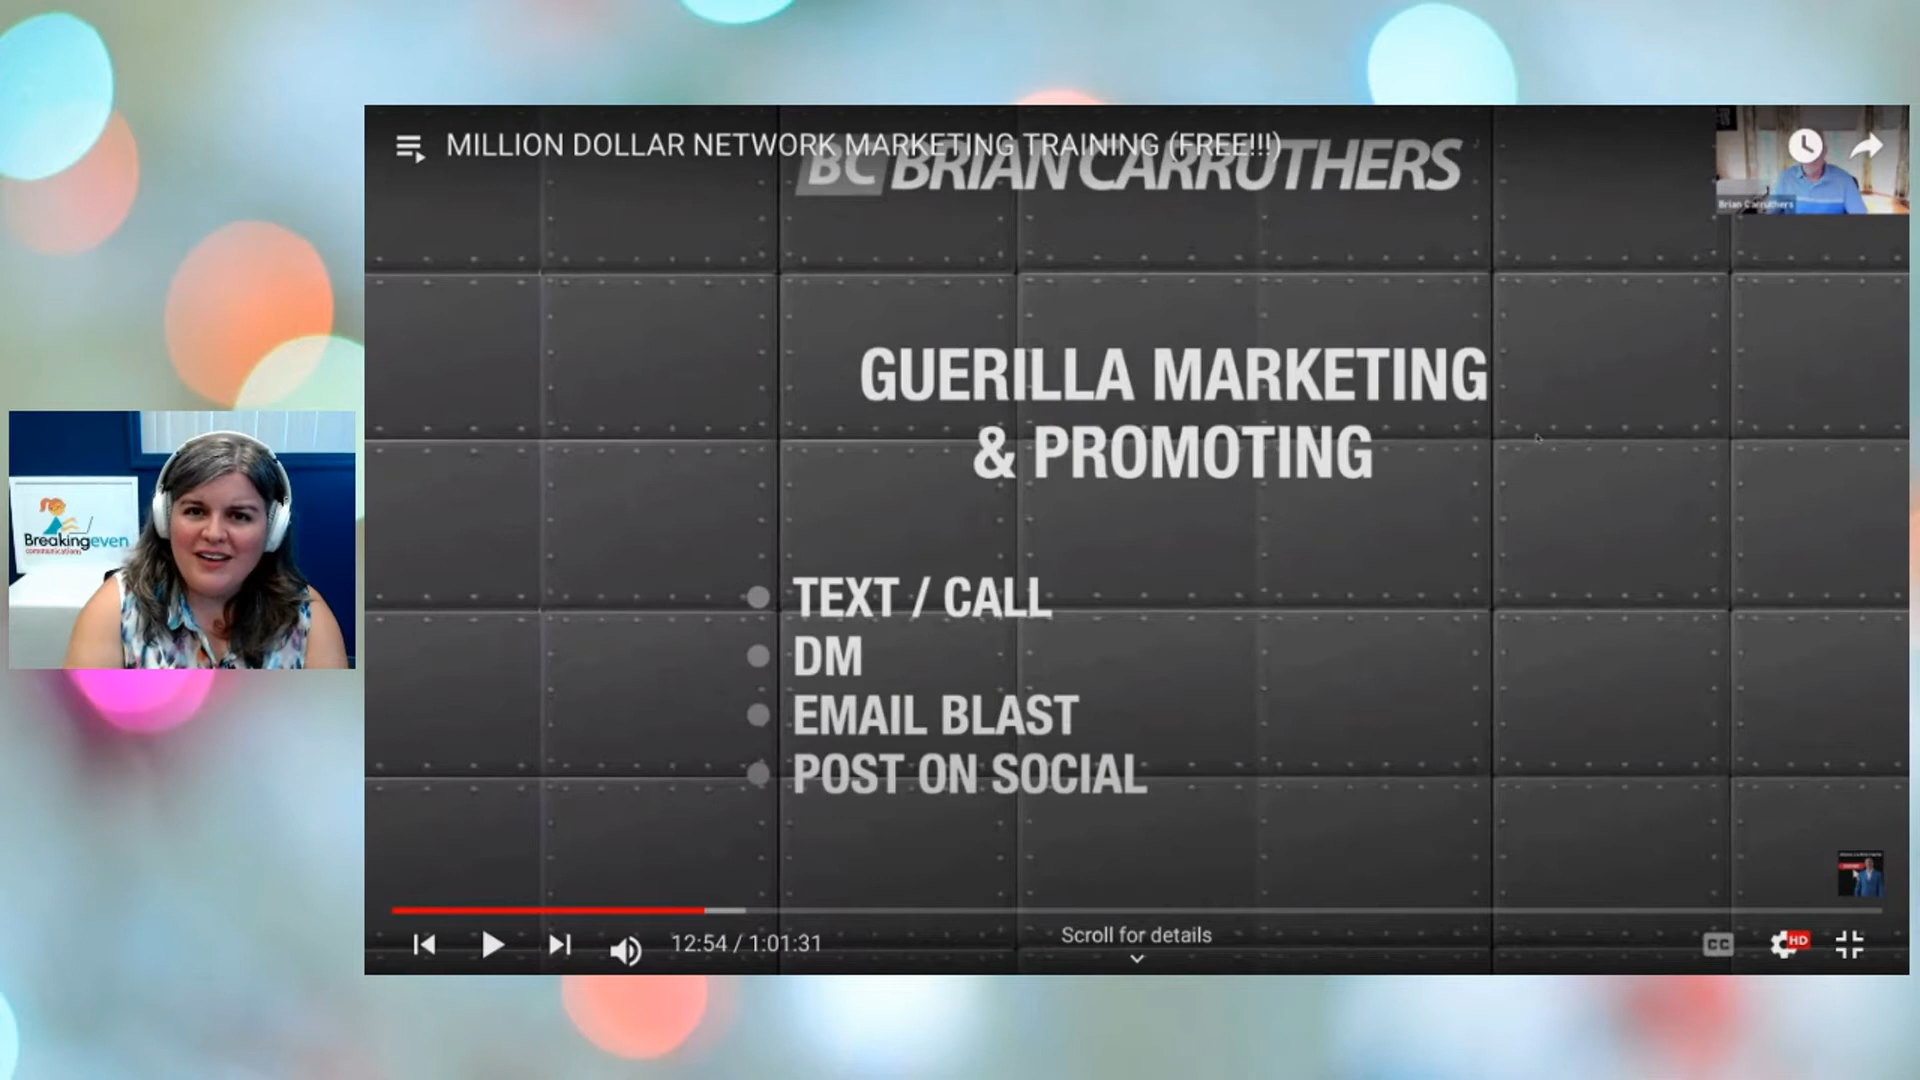 MILLION DOLLAR NETWORK MARKETING TRAINING (FREE!!!)
BC BRIAN CARRUTHERS
Brian Carruthers
GUERILLA MARKETING
& PROMOTING
Breakingeven
communications
TEXT / CALL
DM
EMAIL BLAST
POST ON SOCIAL
12:54 / 1:01:31
Scroll for details
CC
HD